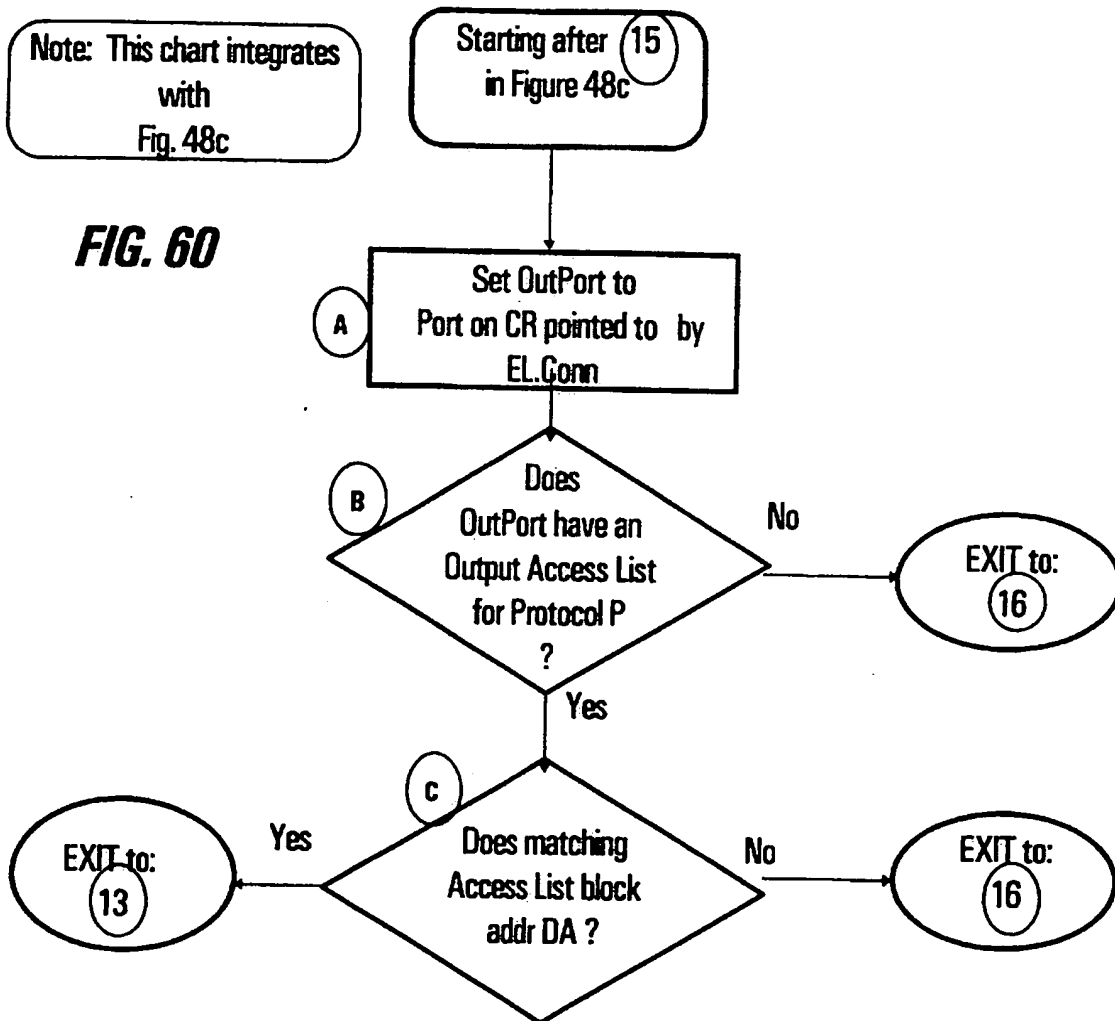 Note: This chart integrates
with
Fig. 48c
Starting after 15
in Figure 48c
FIG. 60
A
Set OutPort to
Port on CR pointed to by
EL.Conn
B
Does
OutPort have an
Output Access List
for Protocol P
?
No
EXIT to:
16
Yes
C
Does matching
Access List block
addr DA ?
Yes
EXIT to:
13
No
EXIT to:
16